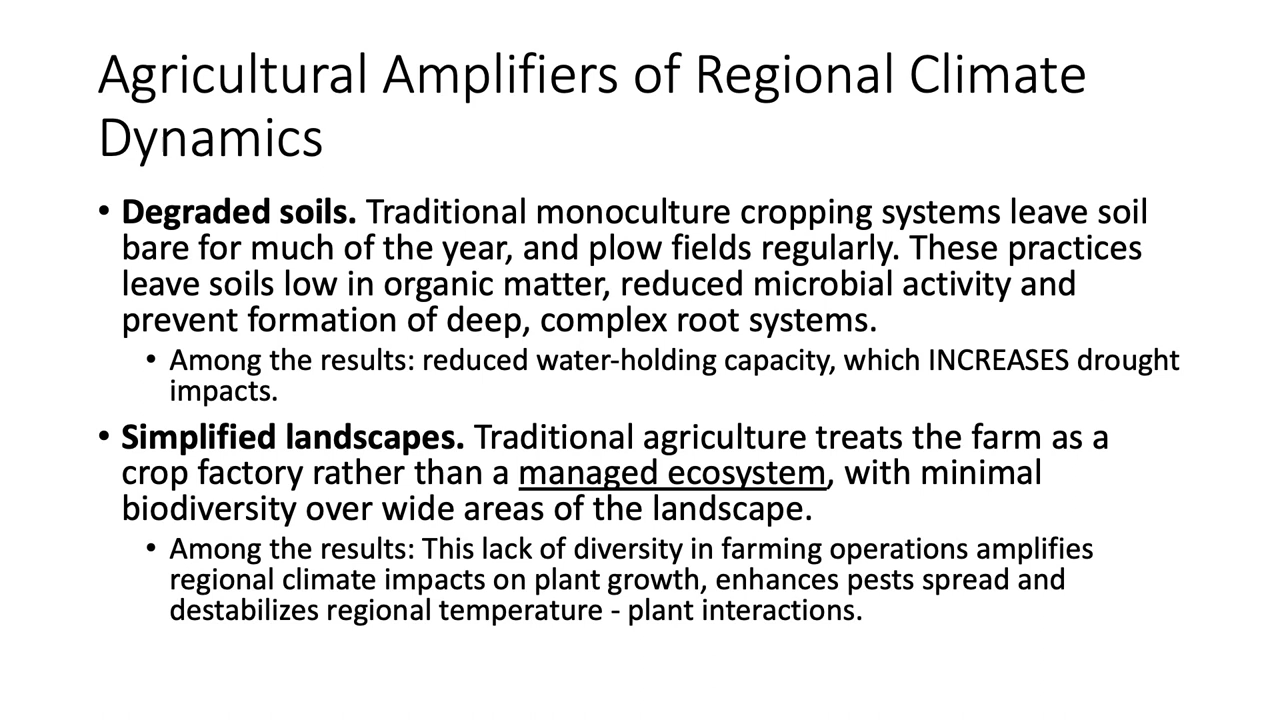 Agricultural Amplifiers of Regional Climate
Dynamics
• Degraded soils. Traditional monoculture cropping systems leave soil
bare for much of the year, and plow fields regularly. These practices
leave soils low in organic matter, reduced microbial activity and
prevent formation of deep, complex root systems.
• Among the results: reduced water-holding capacity, which INCREASES drought
impacts.
• Simplified landscapes. Traditional agriculture treats the farm as a
crop factory rather than a managed ecosystem, with minimal
biodiversity over wide areas of the landscape.
• Among the results: This lack of diversity in farming operations amplifies
regional climate impacts on plant growth, enhances pests spread and
destabilizes regional temperature - plant interactions.